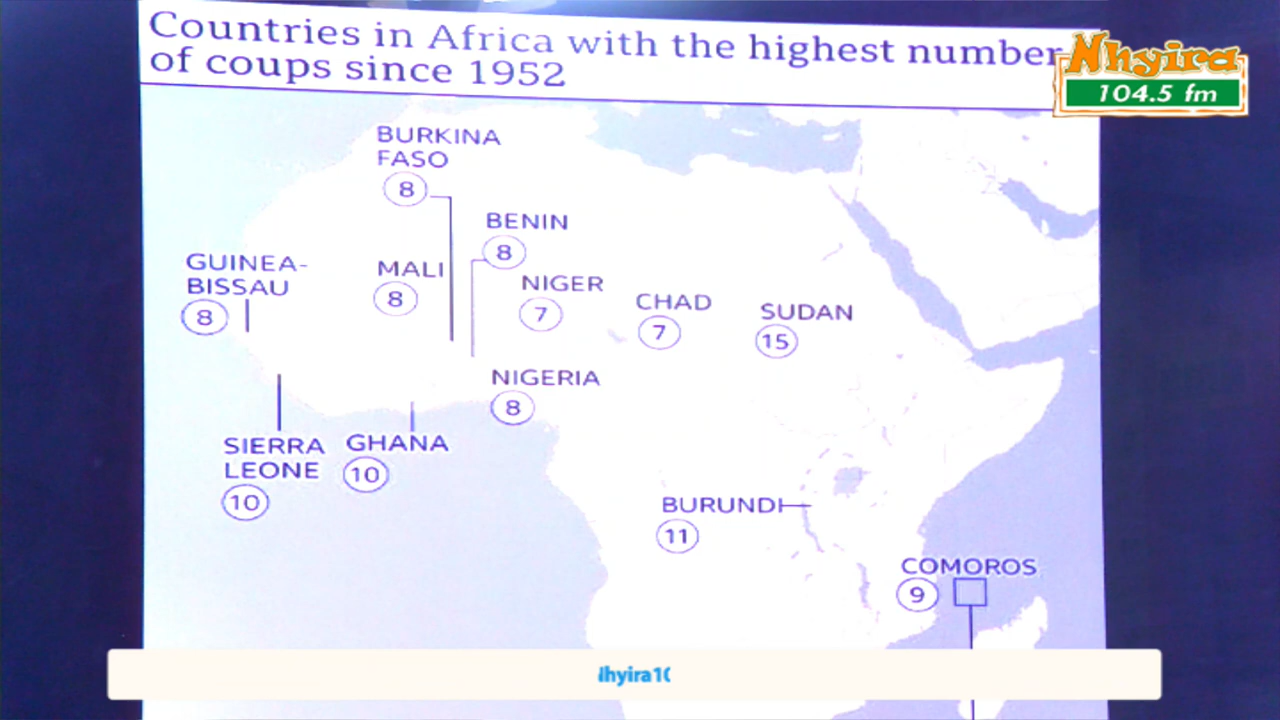 Countries in Africa with the highest number
of coups since 1952
Nhyira
104.5 fm
BURKINA
FASO
8
BENIN
8
GUINEA-
BISSAU
8
MALI
8
NIGER
7
CHAD
7
SUDAN
15
NIGERIA
8
SIERRA
LEONE
10
GHANA
10
BURUNDI
11
COMOROS
9